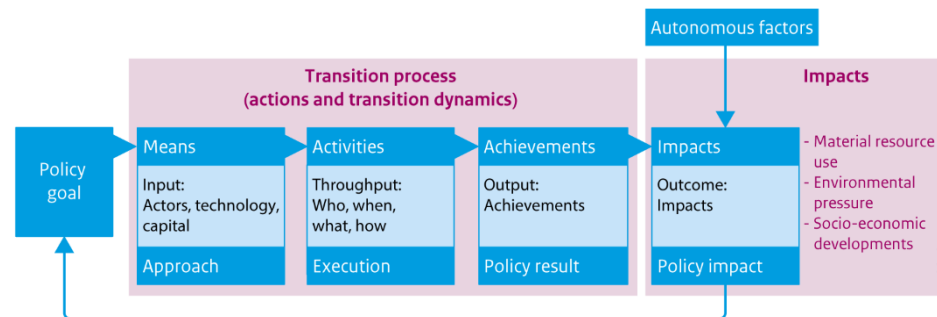 Autonomous factors
Transition process
(actions and transition dynamics)
Impacts
Policy
goal
Means
Input:
Actors, technology,
capital
Approach
Activities
Throughput:
Who, when,
what, how
Execution
Achievements
Output:
Achievements
Policy result
Impacts
Outcome:
Impacts
Policy impact
- Material resource
use
- Environmental
pressure
- Socio-economic
developments